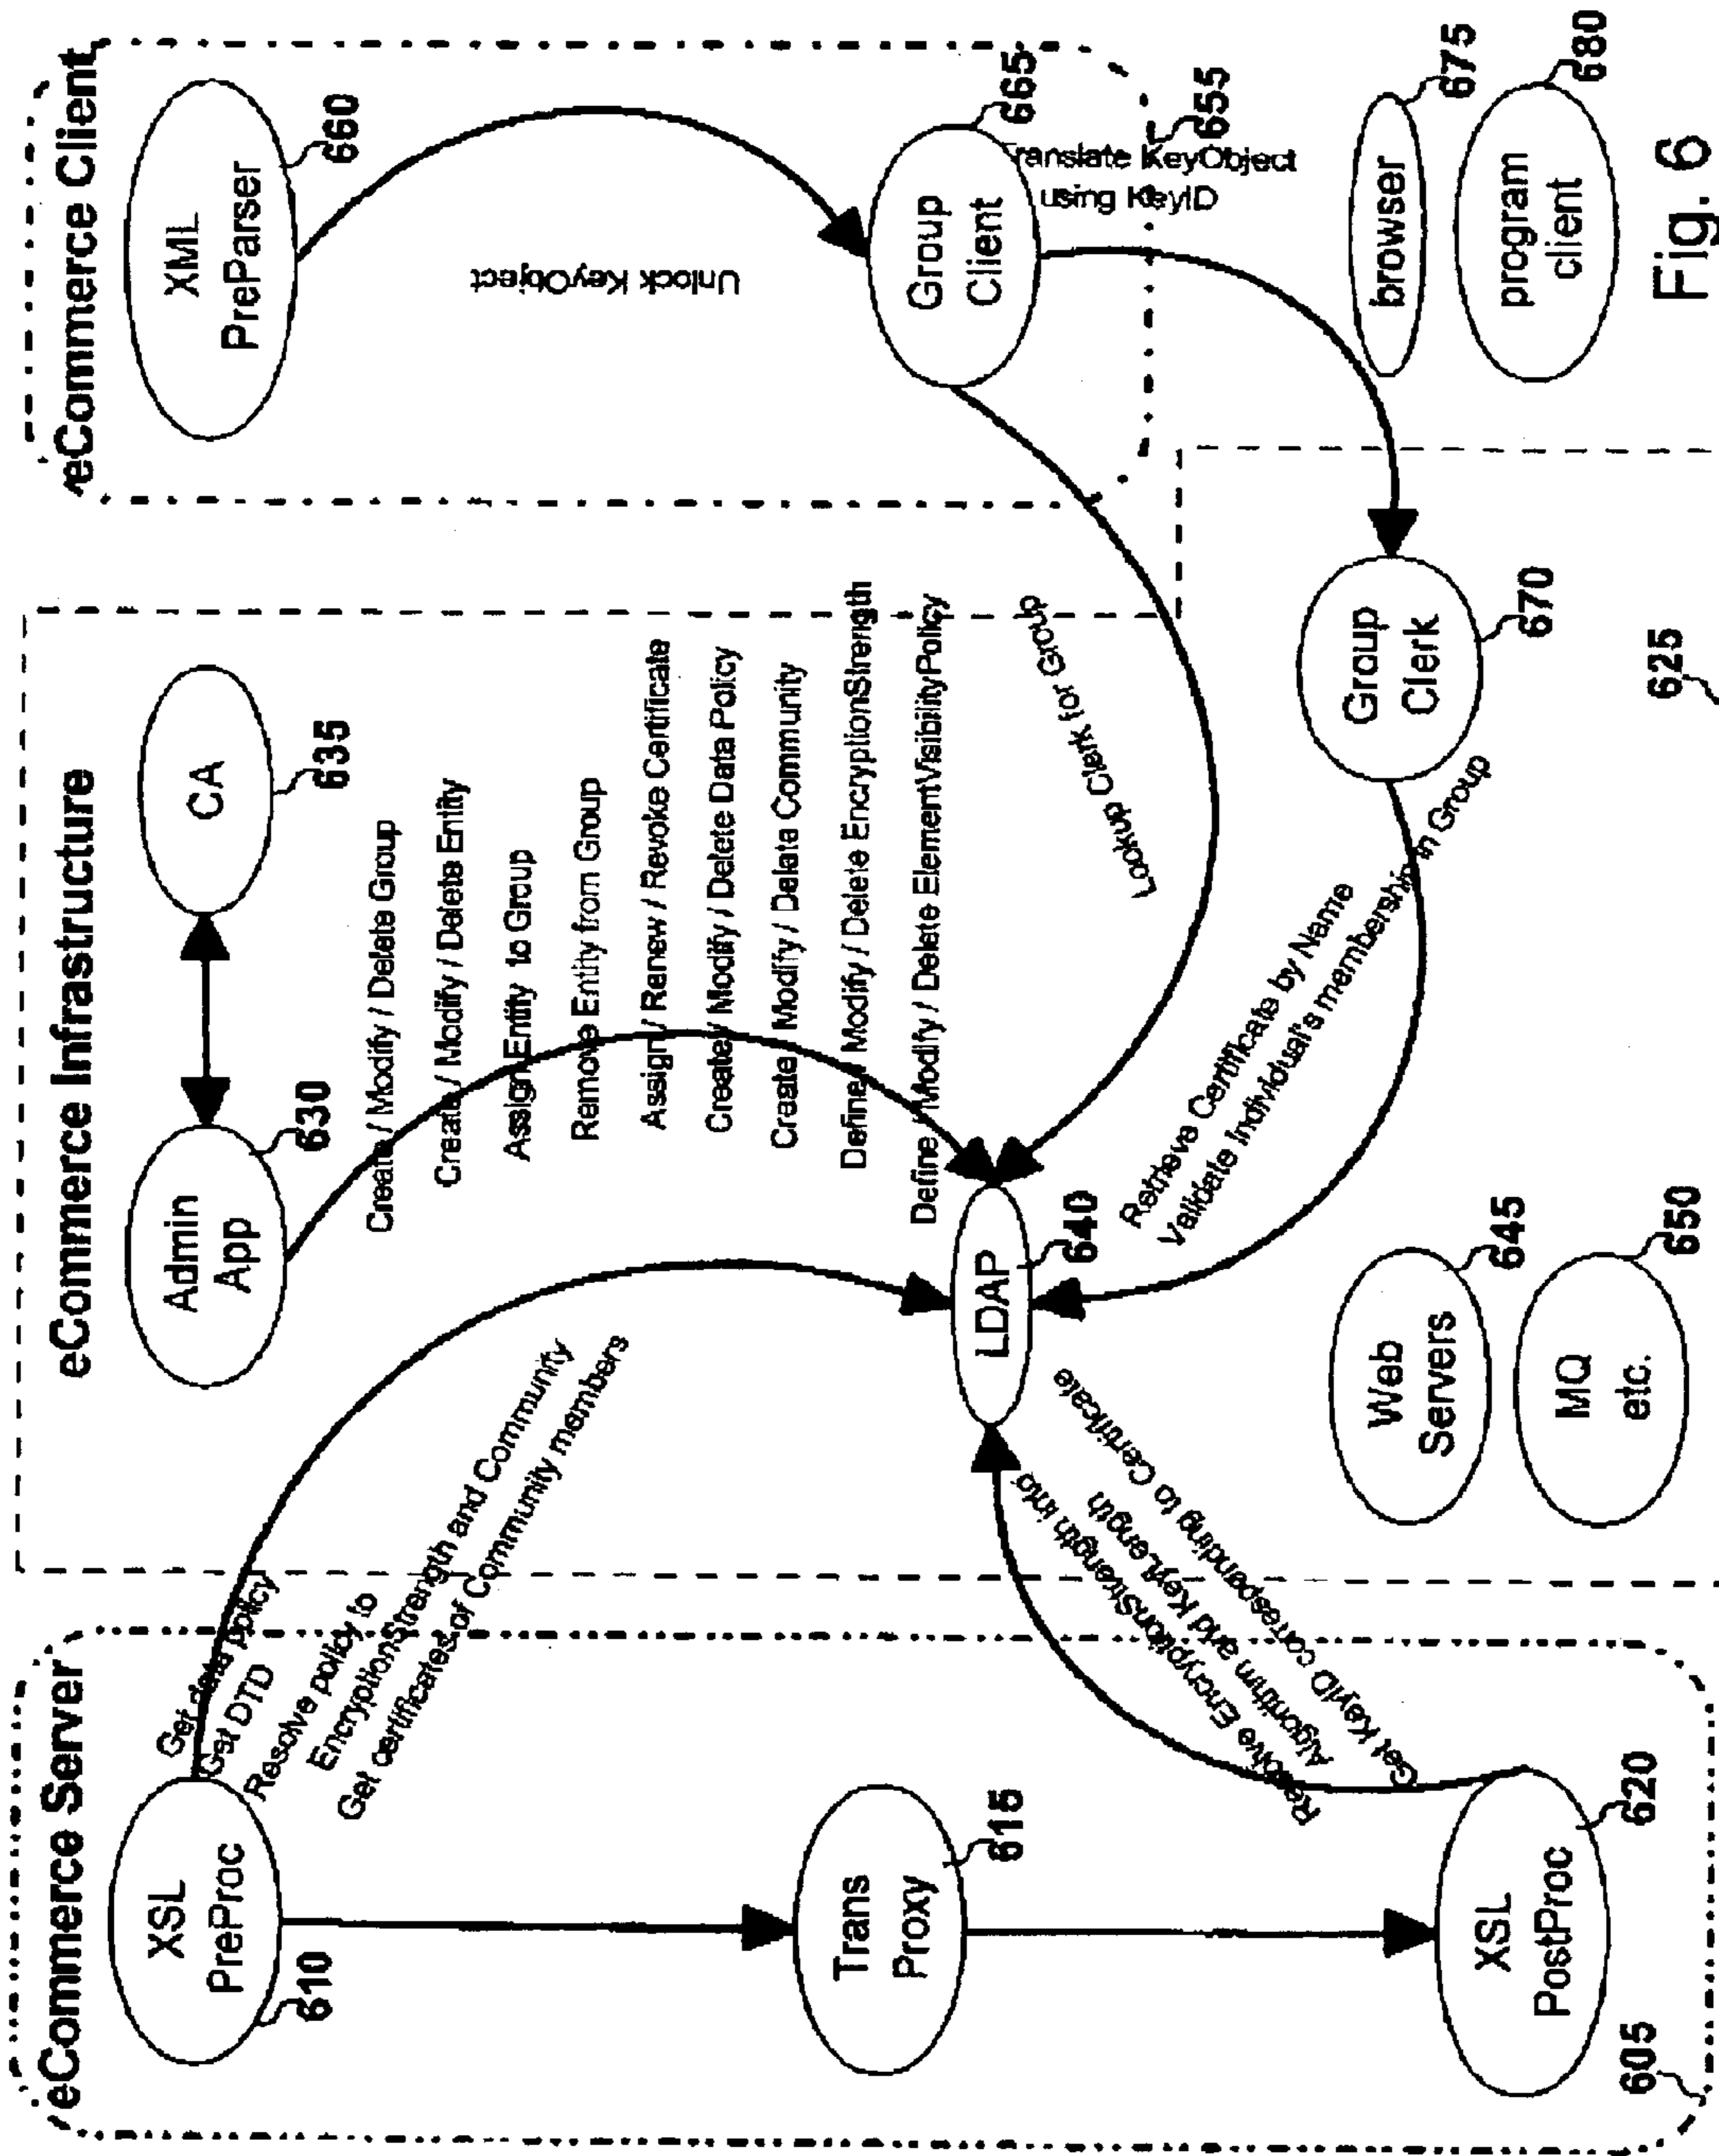 eCommerce Server
XSL
PreProc
610
Get data policy
Get DTD
Resolve policy to
EncryptionStrength and Community
Get certificates of Community members
Trans
Proxy
615
XSL
PostProc
620
605
Resolve EncryptionStrength into
Algorithm and KeyLength
Get KeyID corresponding to Certificate
eCommerce Infrastructure
Admin
App
630
CA
635
Create / Modify / Delete Group
Create / Modify / Delete Entity
Assign Entity to Group
Remove Entity from Group
Assign / Renew / Revoke Certificate
Create / Modify / Delete Data Policy
Create / Modify / Delete Community
Define / Modify / Delete EncryptionStrength
Define / Modify / Delete ElementVisibilityPolicy
LDAP
640
Lookup Clerk for Group
Retrieve Certificate by Name
Validate Individual's membership in Group
Web
Servers
645
MQ
etc.
650
Group
Clerk
670
625
eCommerce Client
XML
PreParser
660
Unlock KeyObject
Group
Client
665
Translate KeyObject
using KeyID
655
browser
675
program
client
680
Fig. 6